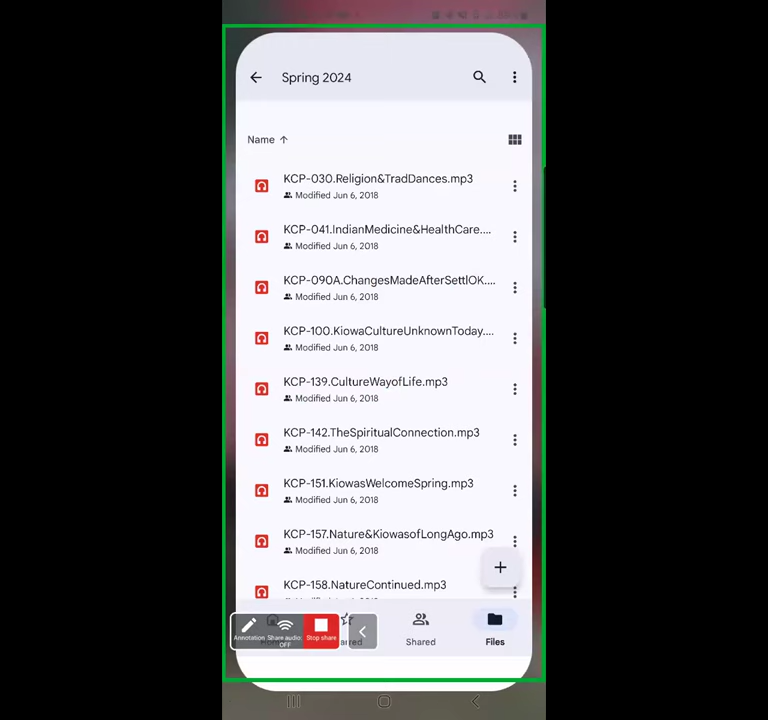 Spring 2024
Name
KCP-030.Religion&TradDances.mp3
Modified Jun 6, 2018
KCP-041.IndianMedicine&HealthCare....
Modified Jun 6, 2018
KCP-090A.ChangesMadeAfterSettlOK....
Modified Jun 6, 2018
KCP-100.KiowaCultureUnknownToday....
Modified Jun 6, 2018
KCP-139.CultureWayofLife.mp3
Modified Jun 6, 2018
KCP-142.TheSpiritualConnection.mp3
Modified Jun 6, 2018
KCP-151.KiowasWelcomeSpring.mp3
Modified Jun 6, 2018
KCP-157.Nature&KiowasofLongAgo.mp3
Modified Jun 6, 2018
KCP-158.NatureContinued.mp3
Annotation Share audio: OFF Stop share
Shared Files